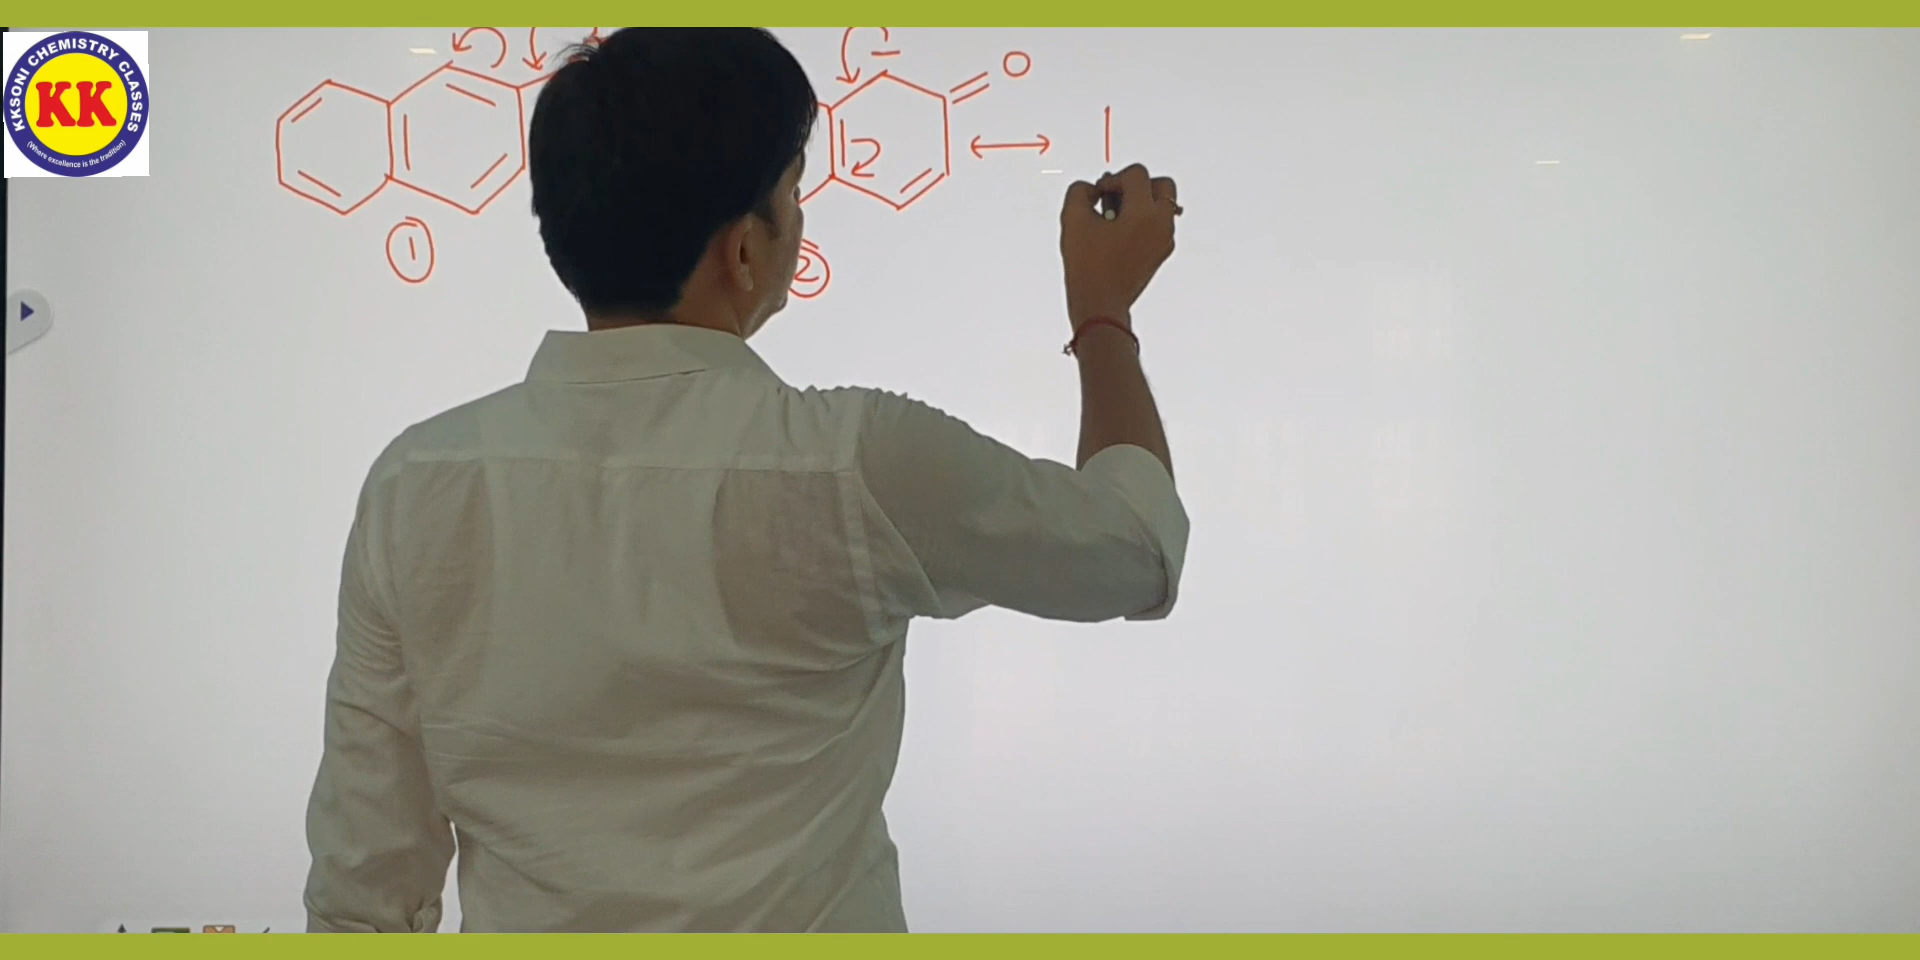 KKSONI CHEMISTRY CLASSES
KK
(Where excellence is the tradition)
O
1
2